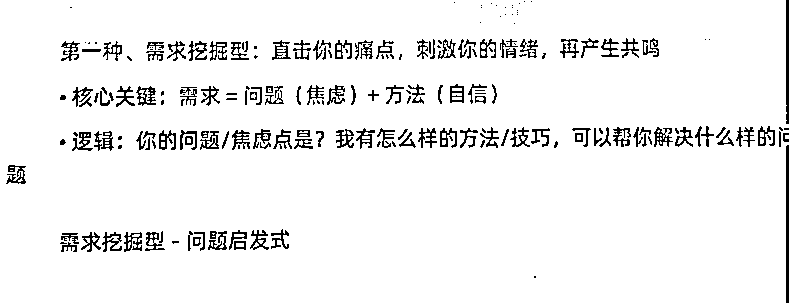 第一种、需求挖掘型：直击你的痛点，刺激你的情绪，再产生共鸣
• 核心关键：需求 = 问题（焦虑）+ 方法（自信）
• 逻辑：你的问题/焦虑点是？我有怎么样的方法/技巧，可以帮你解决什么样的问
题
需求挖掘型 - 问题启发式